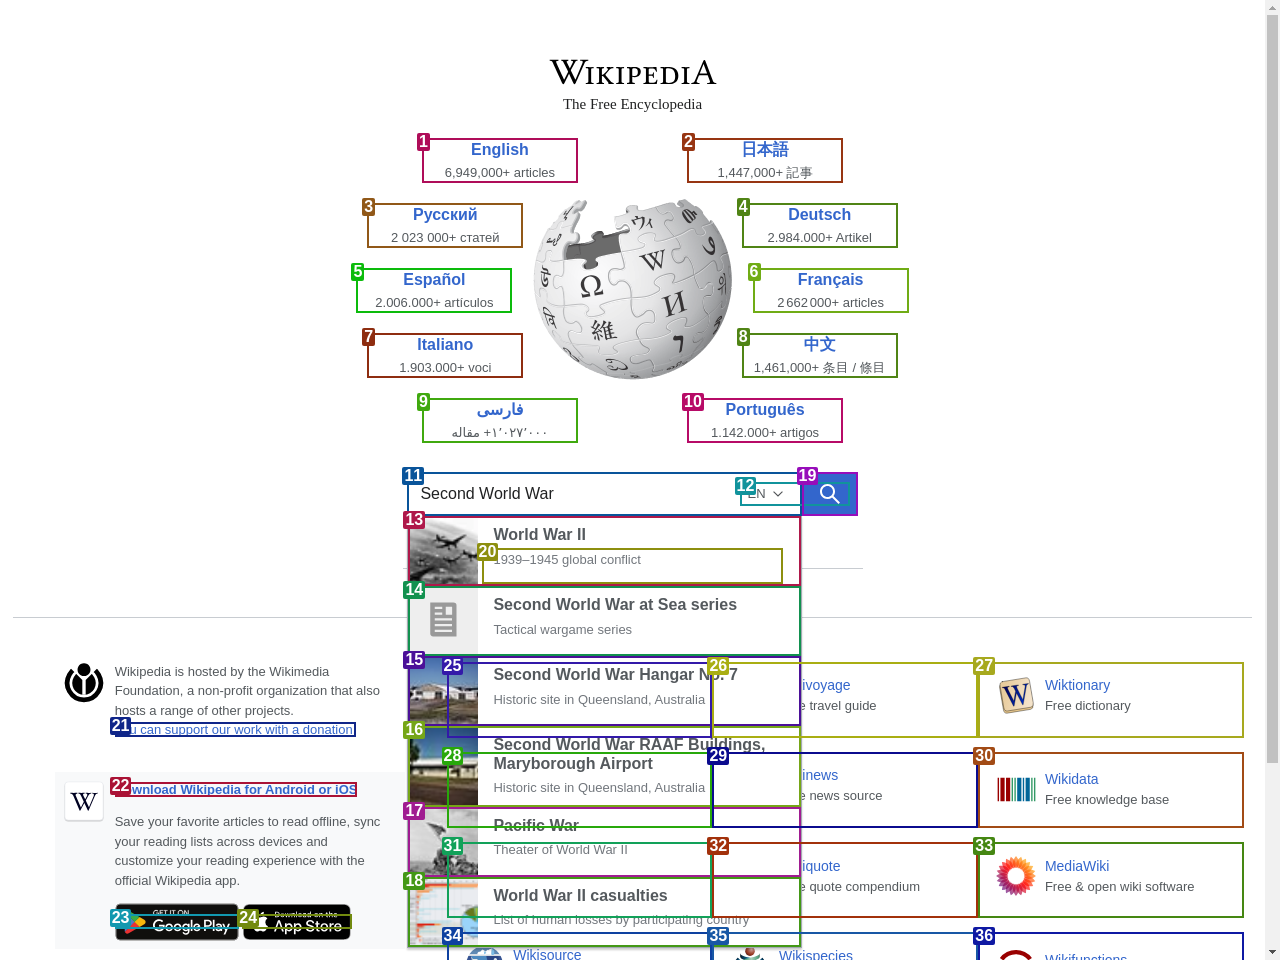 WIKIPEDIA
The Free Encyclopedia
1
English
6,949,000+ articles
2
日本語
1,447,000+ 記事
3
Русский
2 023 000+ статей
4
Deutsch
2.984.000+ Artikel
5
Español
2.006.000+ artículos
6
Français
2 662 000+ articles
7
Italiano
1.903.000+ voci
8
中文
1,461,000+ 条目 / 條目
9
فارسی
۱٬۰۲۷٬۰۰۰+ مقاله
10
Português
1.142.000+ artigos
11
Second World War
12
EN
19
13
World War II
20
1939–1945 global conflict
14
Second World War at Sea series
Tactical wargame series
15
Second World War Hangar No. 7
Historic site in Queensland, Australia
16
Second World War RAAF Buildings,
Maryborough Airport
Historic site in Queensland, Australia
17
Pacific War
Theater of World War II
18
World War II casualties
List of human losses by participating country
Wikipedia is hosted by the Wikimedia
Foundation, a non-profit organization that also
hosts a range of other projects.
21
u can support our work with a donation.
22
wnload Wikipedia for Android or iOS
Save your favorite articles to read offline, sync
your reading lists across devices and
customize your reading experience with the
official Wikipedia app.
23
GET IT ON
Google Play
24
Download on the
App Store
25
26
ivoyage
e travel guide
27
Wiktionary
Free dictionary
28
29
inews
e news source
30
Wikidata
Free knowledge base
31
32
iquote
e quote compendium
33
MediaWiki
Free & open wiki software
34
Wikisource
35
Wikispecies
36
Wikifunctions